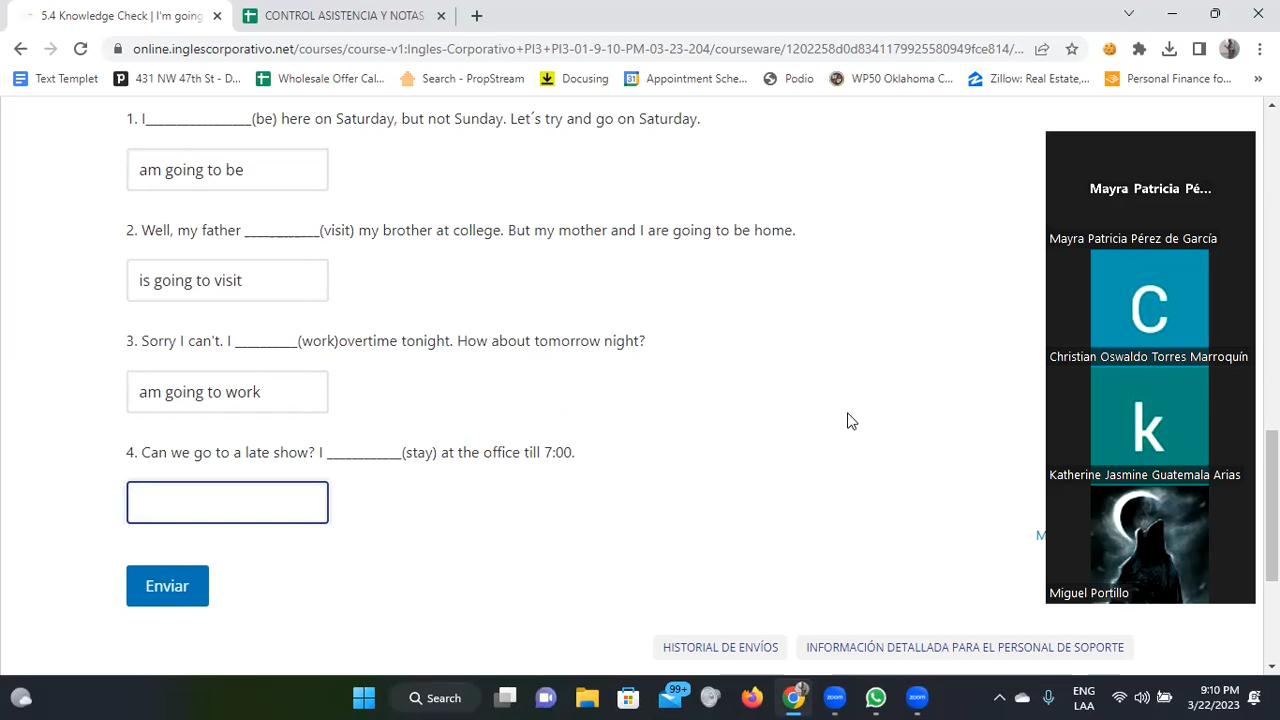 5.4 Knowledge Check | I'm going
CONTROL ASISTENCIA Y NOTAS
online.inglescorporativo.net/courses/course-v1:Ingles-Corporativo+PI3+PI3-01-9-10-PM-03-23-204/courseware/1202258d0d8341179925580949fce814/...
Text Templet
431 NW 47th St - D...
Wholesale Offer Cal...
Search - PropStream
Docusing
Appointment Sche...
Podio
WP50 Oklahoma C...
Zillow: Real Estate,...
Personal Finance fo...
1. I________________(be) here on Saturday, but not Sunday. Let´s try and go on Saturday.
am going to be
2. Well, my father ___________(visit) my brother at college. But my mother and I are going to be home.
is going to visit
3. Sorry I can't. I _________(work)overtime tonight. How about tomorrow night?
am going to work
4. Can we go to a late show? I ___________(stay) at the office till 7:00.
Enviar
HISTORIAL DE ENVÍOS
INFORMACIÓN DETALLADA PARA EL PERSONAL DE SOPORTE
Mayra Patricia Pé...
Mayra Patricia Pérez de García
C
Christian Oswaldo Torres Marroquín
k
Katherine Jasmine Guatemala Arias
M
Miguel Portillo
Search
99+
ENG
LAA
9:10 PM
3/22/2023